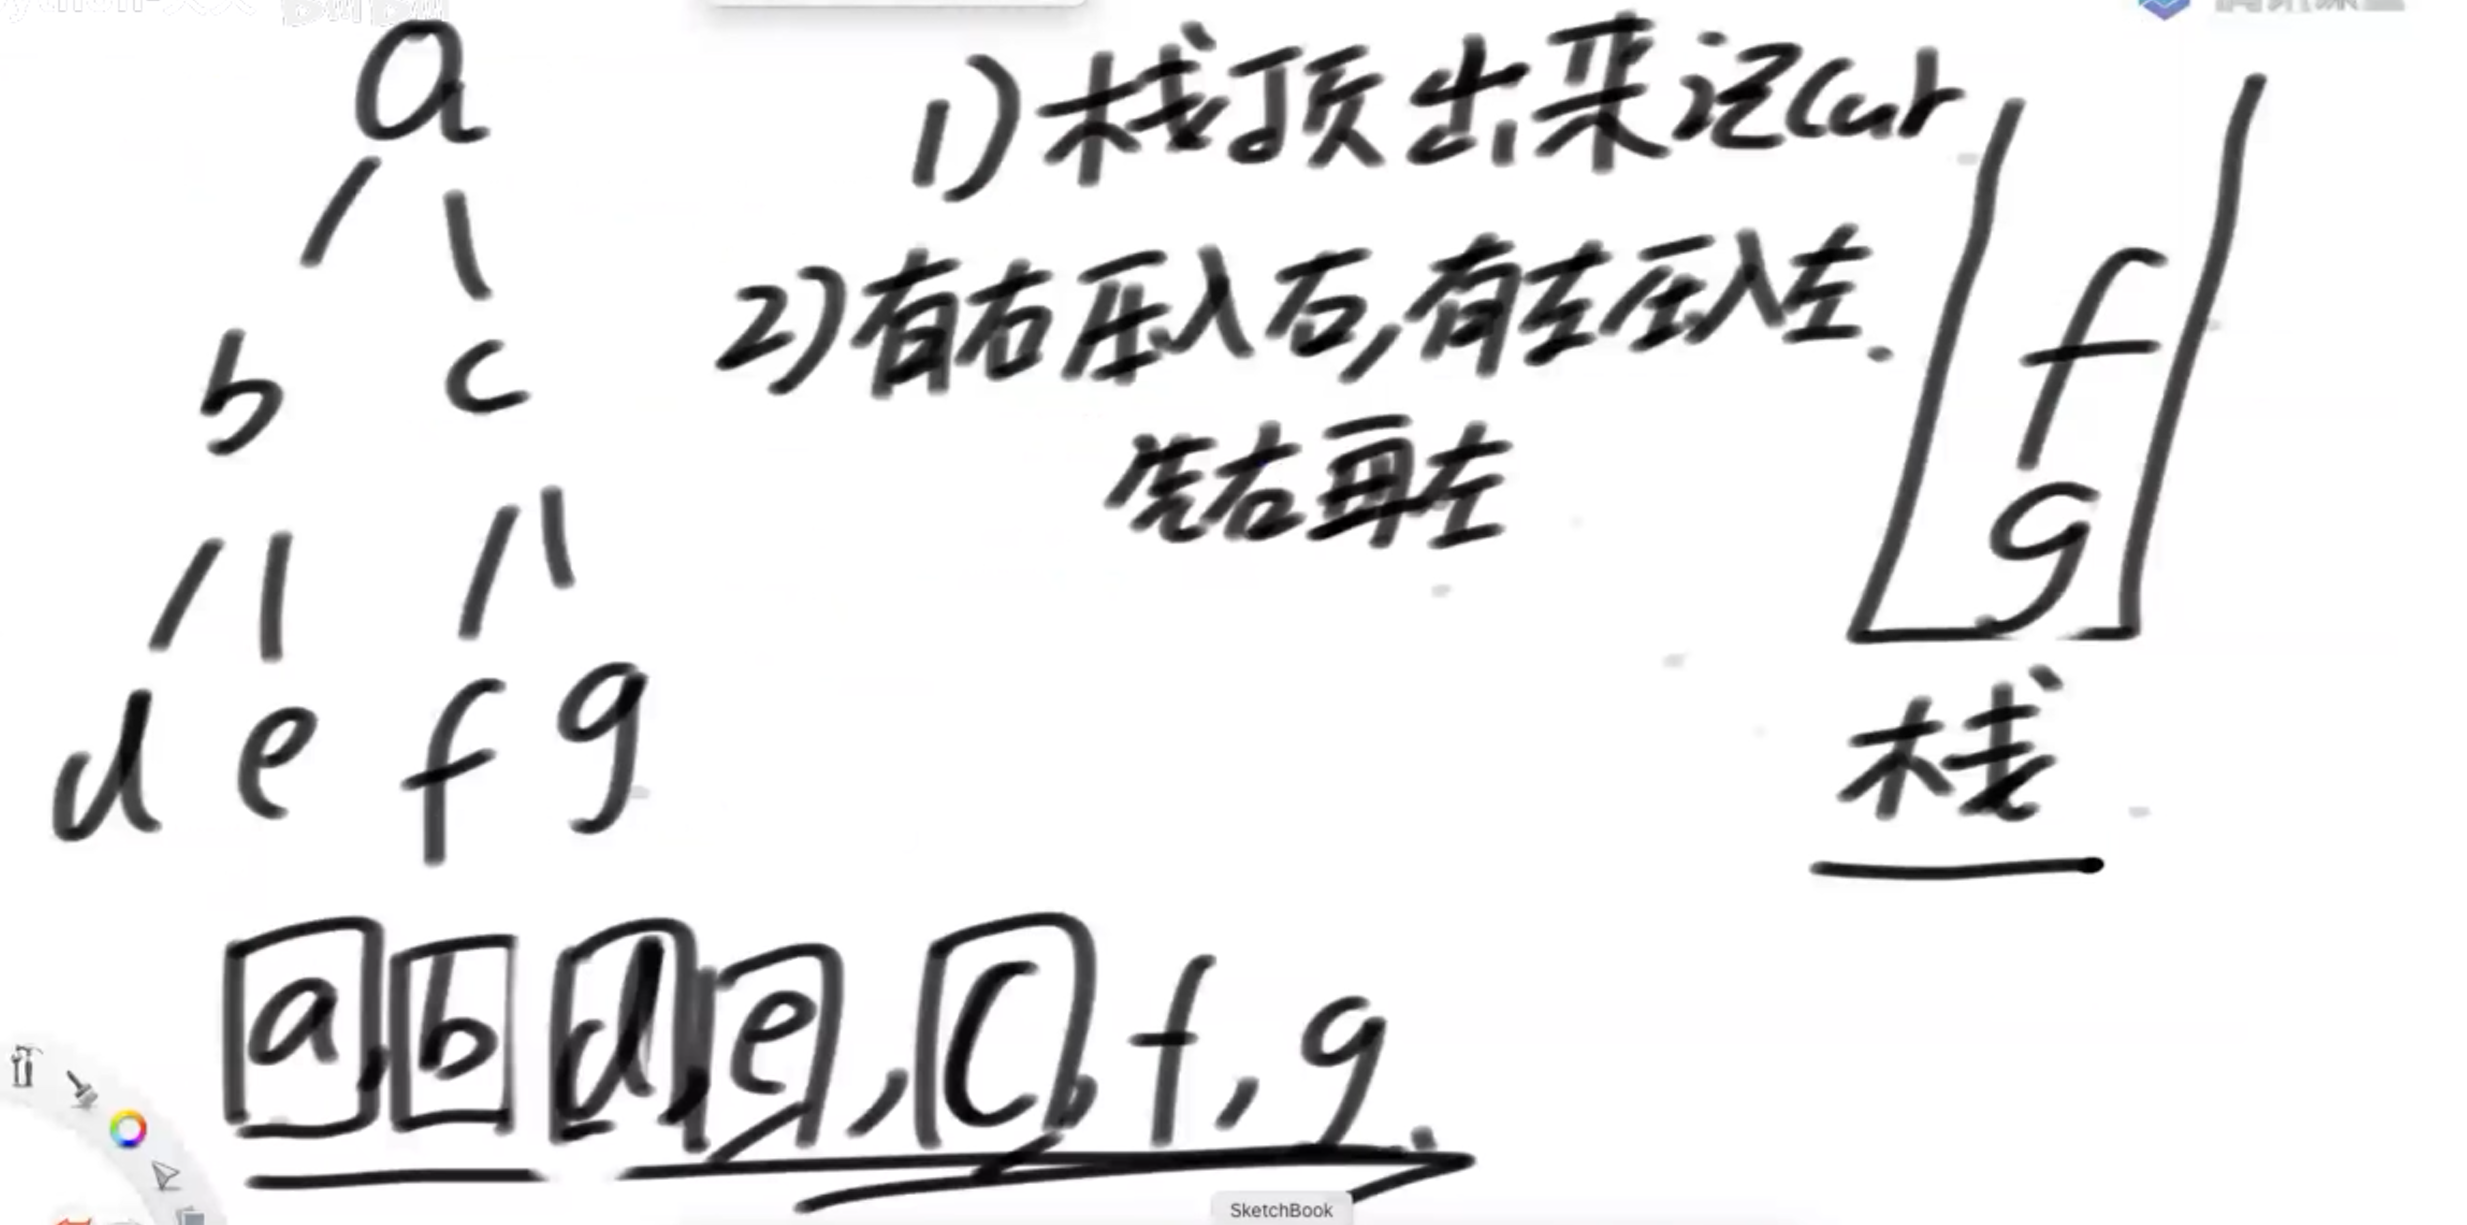 a
1)栈顶出来记cur
b c
2)有右压入右,有左压入左.
先右再左
d e f g
f
g
栈
a,b d,e,c,f,g.
SketchBook